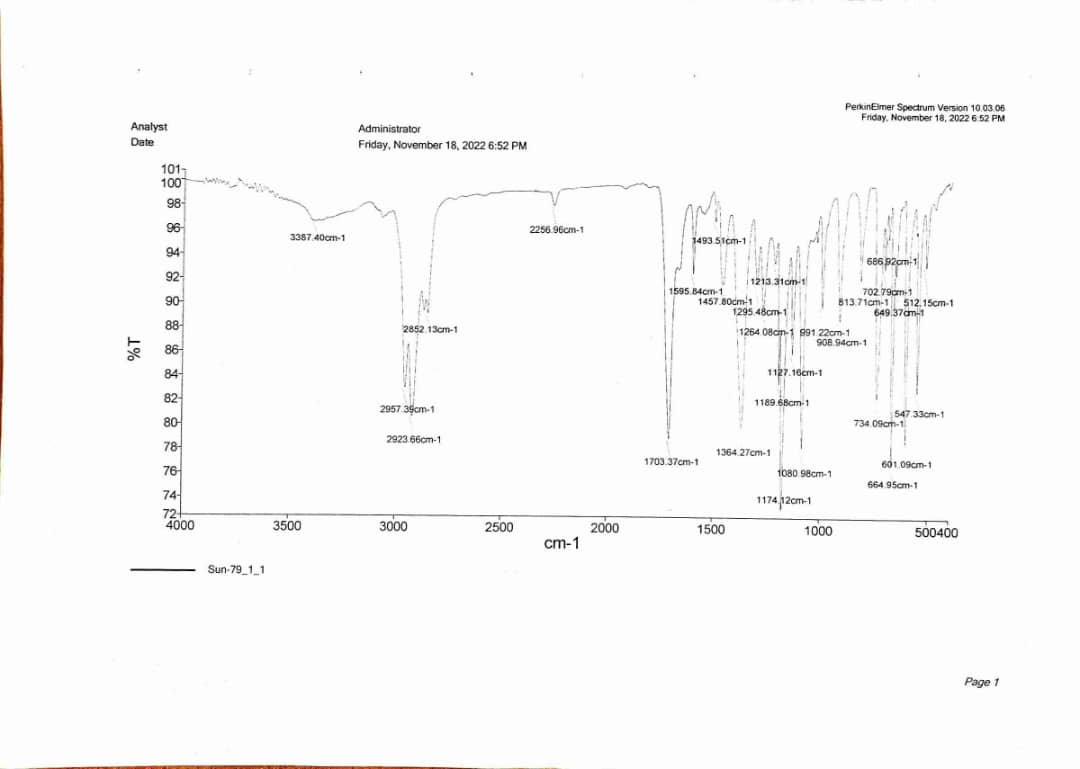 PerkinElmer Spectrum Version 10.03.06
Friday, November 18, 2022 6:52 PM
Analyst
Administrator
Date
Friday, November 18, 2022 6:52 PM
101
100
98
96
94
92
90
88
86
84
82
80
78
76
74
72
%T
3387.40cm-1
2256.96cm-1
1493.51cm-1
686.92cm-1
1213.31cm-1
1595.84cm-1
702.79cm-1
1457.80cm-1
813.71cm-1
512.15cm-1
1295.48cm-1
649.37cm-1
2852.13cm-1
1264.08cm-1
991.22cm-1
908.94cm-1
1127.16cm-1
1189.68cm-1
2957.39cm-1
547.33cm-1
734.09cm-1
2923.66cm-1
1364.27cm-1
1703.37cm-1
601.09cm-1
1080.98cm-1
664.95cm-1
1174.12cm-1
4000
3500
3000
2500
2000
1500
1000
500
400
cm-1
Sun-79_1_1
Page 1